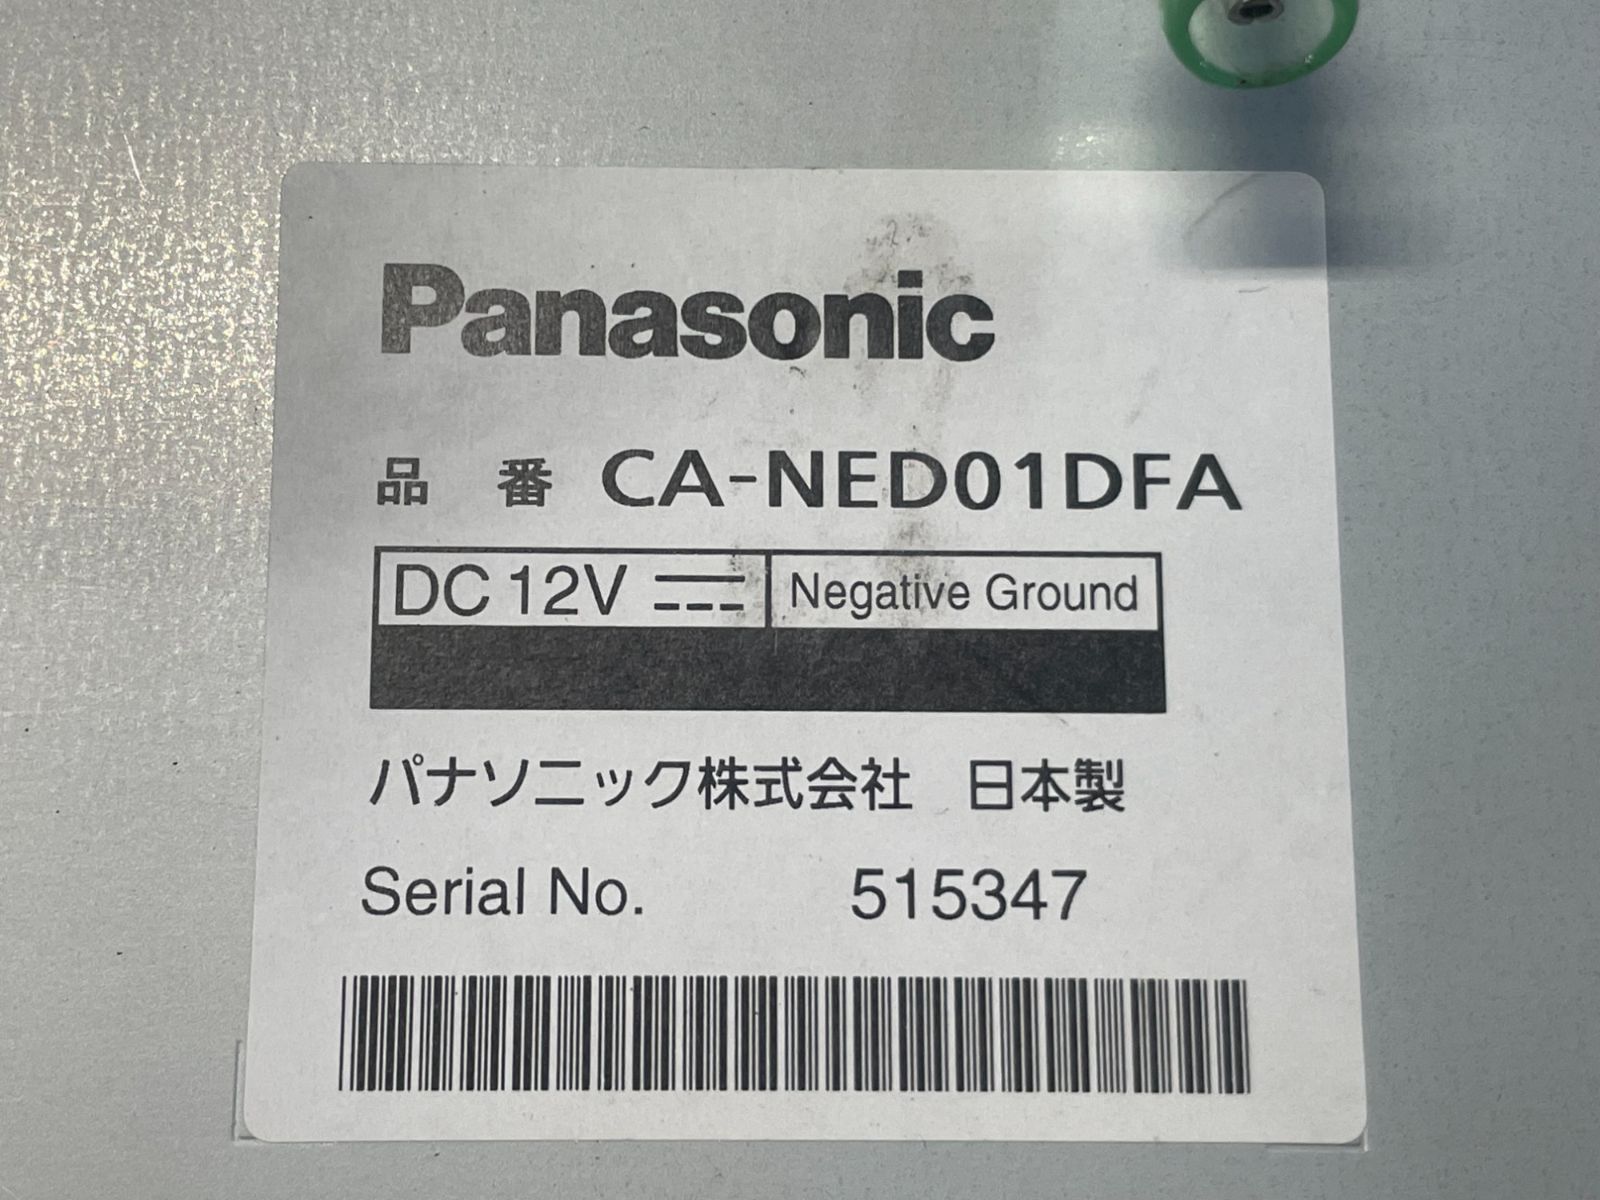 Panasonic
品 番 CA-NED01DFA
DC 12V ⎓ Negative Ground
パナソニック株式会社 日本製
Serial No. 515347